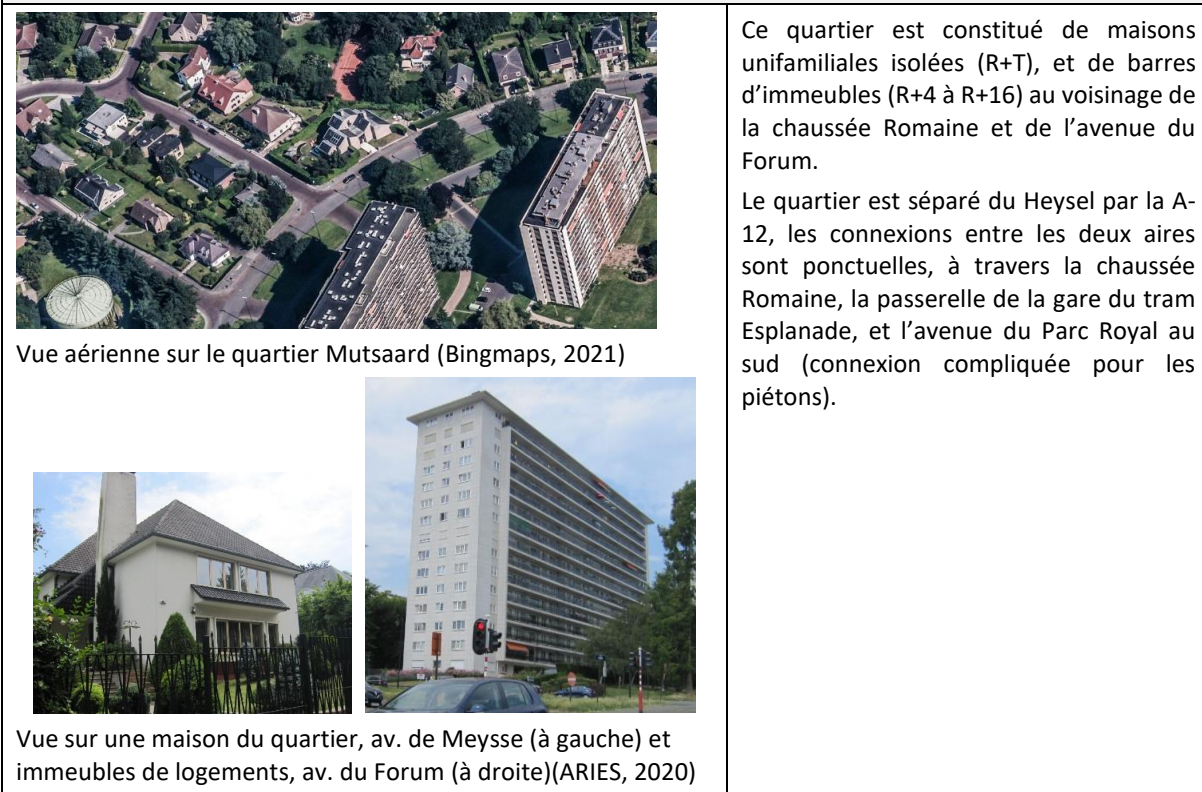 Vue aérienne sur le quartier Mutsaard (Bingmaps, 2021)
Vue sur une maison du quartier, av. de Meysse (à gauche) et
immeubles de logements, av. du Forum (à droite)(ARIES, 2020)
Ce quartier est constitué de maisons
unifamiliales isolées (R+T), et de barres
d’immeubles (R+4 à R+16) au voisinage de
la chaussée Romaine et de l’avenue du
Forum.
Le quartier est séparé du Heysel par la A-
12, les connexions entre les deux aires
sont ponctuelles, à travers la chaussée
Romaine, la passerelle de la gare du tram
Esplanade, et l’avenue du Parc Royal au
sud (connexion compliquée pour les
piétons).